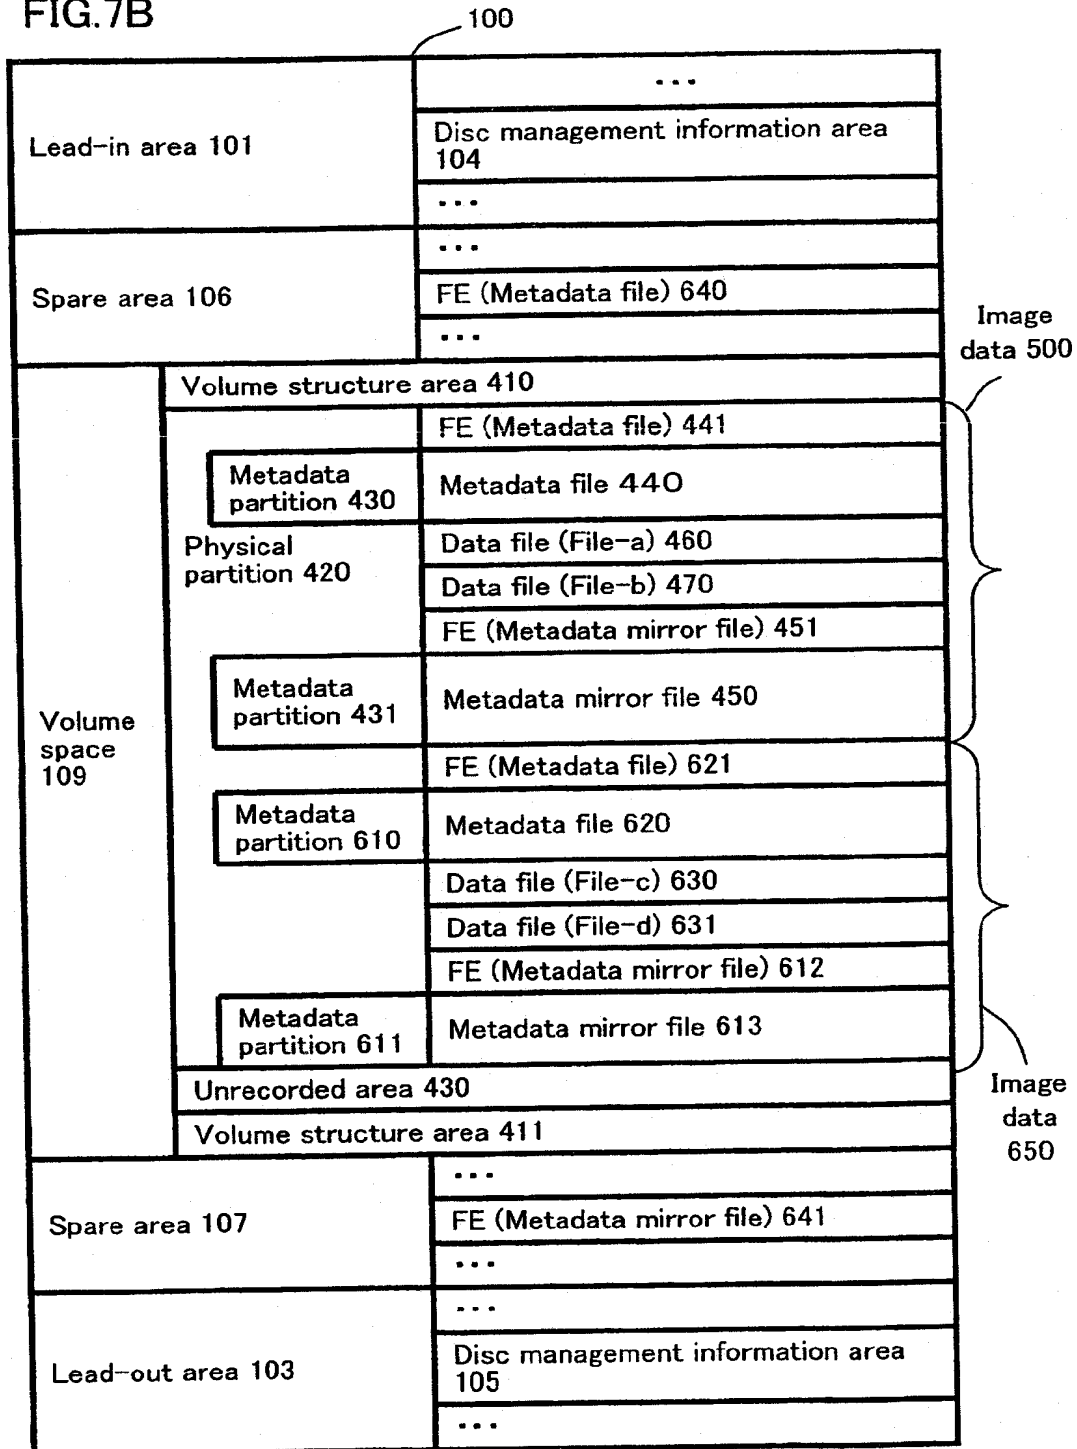 FIG.7B
100
...
Lead-in area 101
Disc management information area
104
...
...
Spare area 106
FE (Metadata file) 640
...
Image
data 500
Volume structure area 410
FE (Metadata file) 441
Metadata
partition 430
Metadata file 440
Physical
partition 420
Data file (File-a) 460
Data file (File-b) 470
FE (Metadata mirror file) 451
Metadata
partition 431
Metadata mirror file 450
Volume
space
109
FE (Metadata file) 621
Metadata
partition 610
Metadata file 620
Data file (File-c) 630
Data file (File-d) 631
FE (Metadata mirror file) 612
Metadata
partition 611
Metadata mirror file 613
Unrecorded area 430
Image
data
650
Volume structure area 411
...
Spare area 107
FE (Metadata mirror file) 641
...
...
Lead-out area 103
Disc management information area
105
...